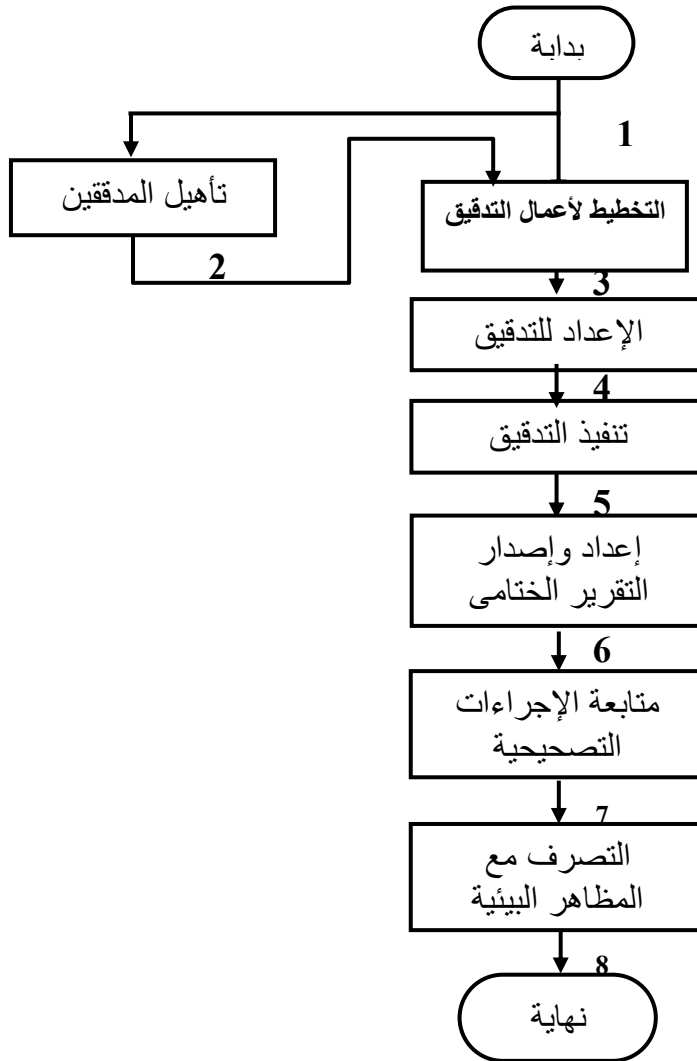 بداية
1
تأهيل المدققين
التخطيط لأعمال التدقيق
2
3
الإعداد للتدقيق
4
تنفيذ التدقيق
5
إعداد وإصدار
التقرير الختامى
6
متابعة الإجراءات
التصحيحية
7
التصرف مع
المظاهر البيئية
8
نهاية